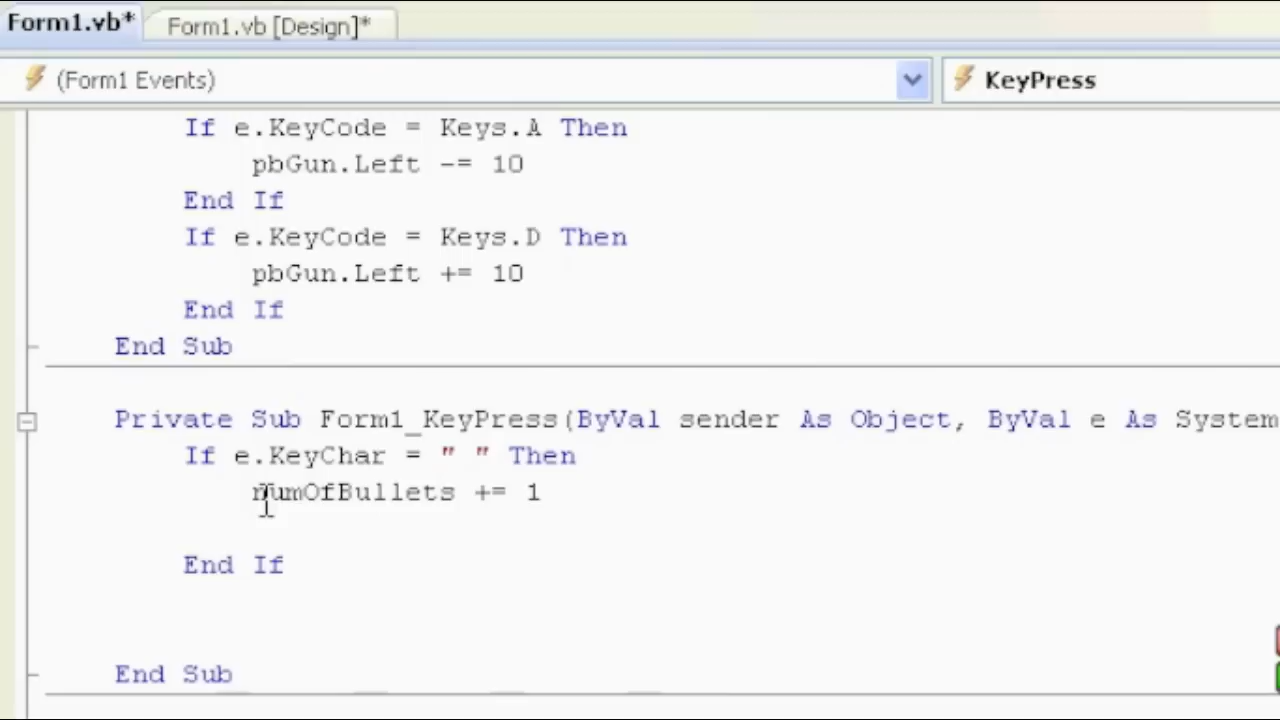 Form1.vb* Form1.vb [Design]*
(Form1 Events) KeyPress
If e.KeyCode = Keys.A Then
pbGun.Left -= 10
End If
If e.KeyCode = Keys.D Then
pbGun.Left += 10
End If
End Sub
Private Sub Form1_KeyPress(ByVal sender As Object, ByVal e As System
If e.KeyChar = " " Then
numOfBullets += 1
End If
End Sub